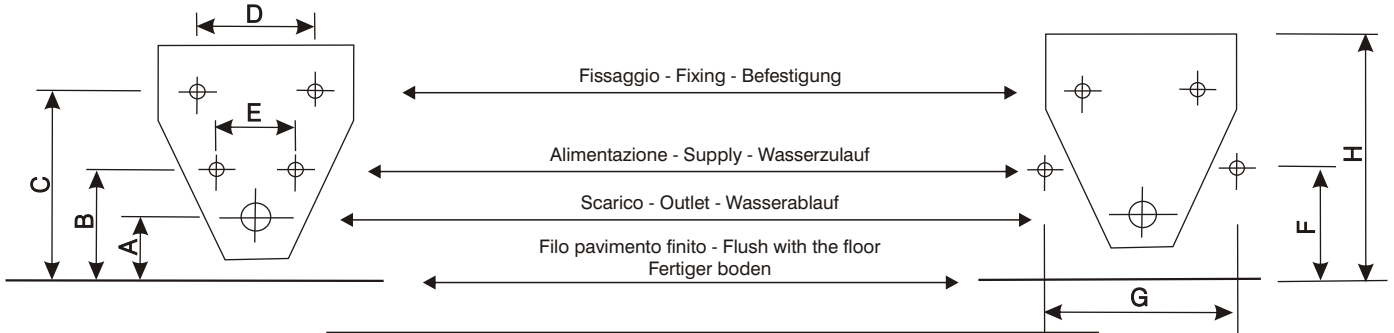 D
Fissaggio - Fixing - Befestigung
E
C
B
A
Alimentazione - Supply - Wasserzulauf
Scarico - Outlet - Wasserablauf
Filo pavimento finito - Flush with the floor
Fertiger boden
H
F
G